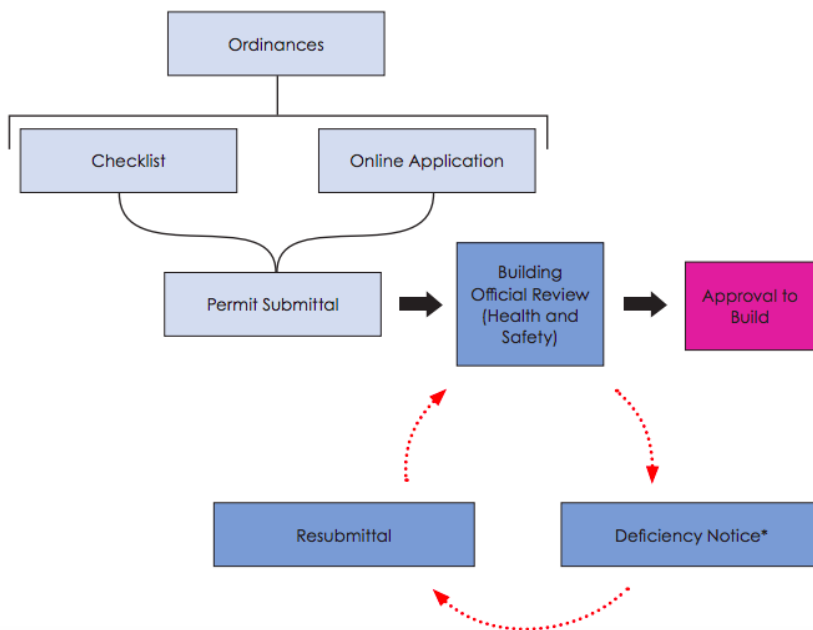 Ordinances
Checklist
Online Application
Permit Submittal
Building
Official Review
(Health and
Safety)
Approval to
Build
Resubmittal
Deficiency Notice*